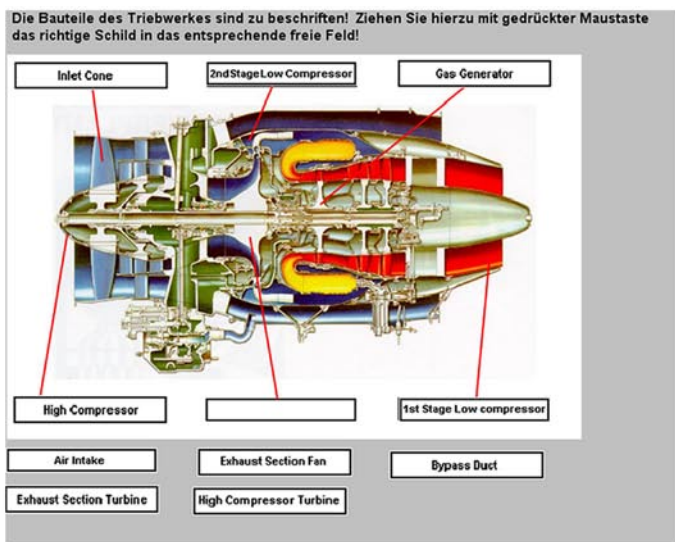 Die Bauteile des Triebwerkes sind zu beschriften! Ziehen Sie hierzu mit gedrückter Maustaste
das richtige Schild in das entsprechende freie Feld!
Inlet Cone
2nd Stage Low Compressor
Gas Generator
High Compressor
1st Stage Low compressor
Air Intake
Exhaust Section Fan
Bypass Duct
Exhaust Section Turbine
High Compressor Turbine